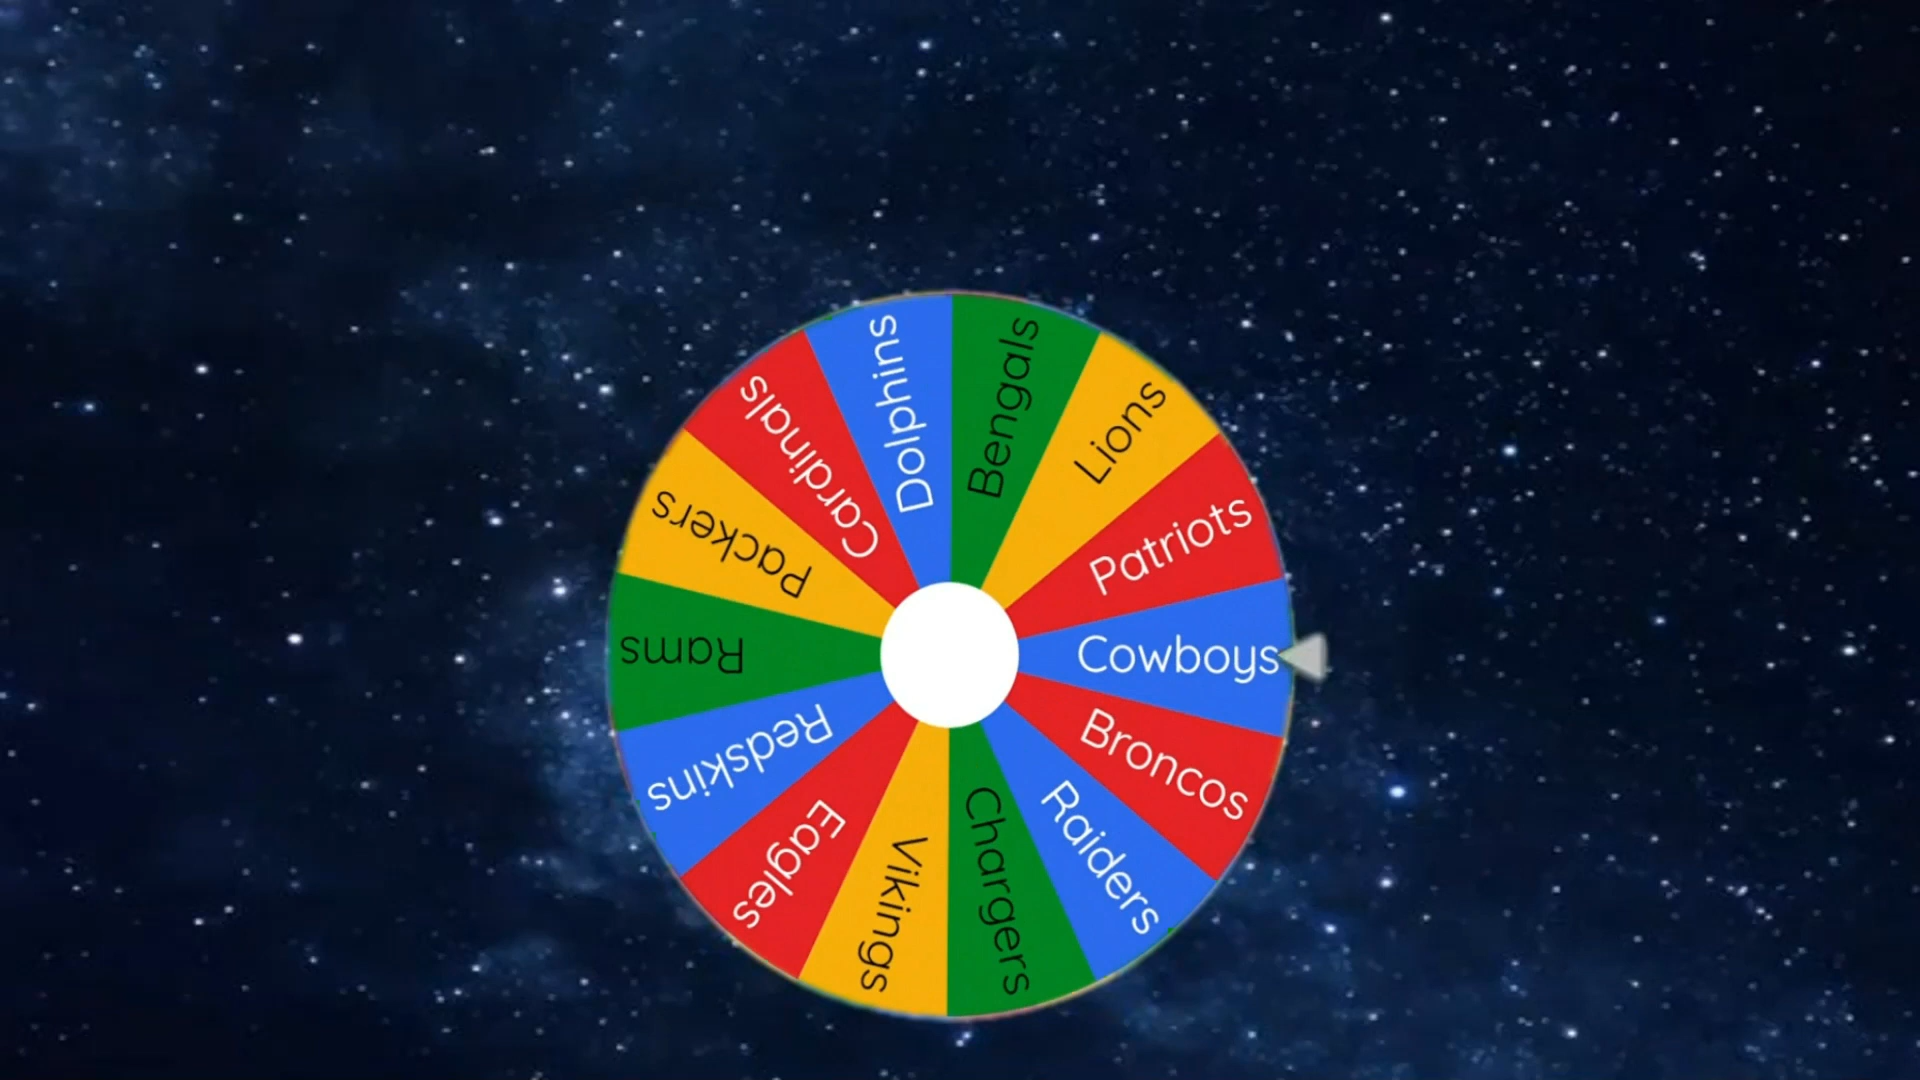 Bengals
Lions
Patriots
Cowboys
Broncos
Raiders
Chargers
Vikings
Eagles
Redskins
Rams
Packers
Cardinals
Dolphins